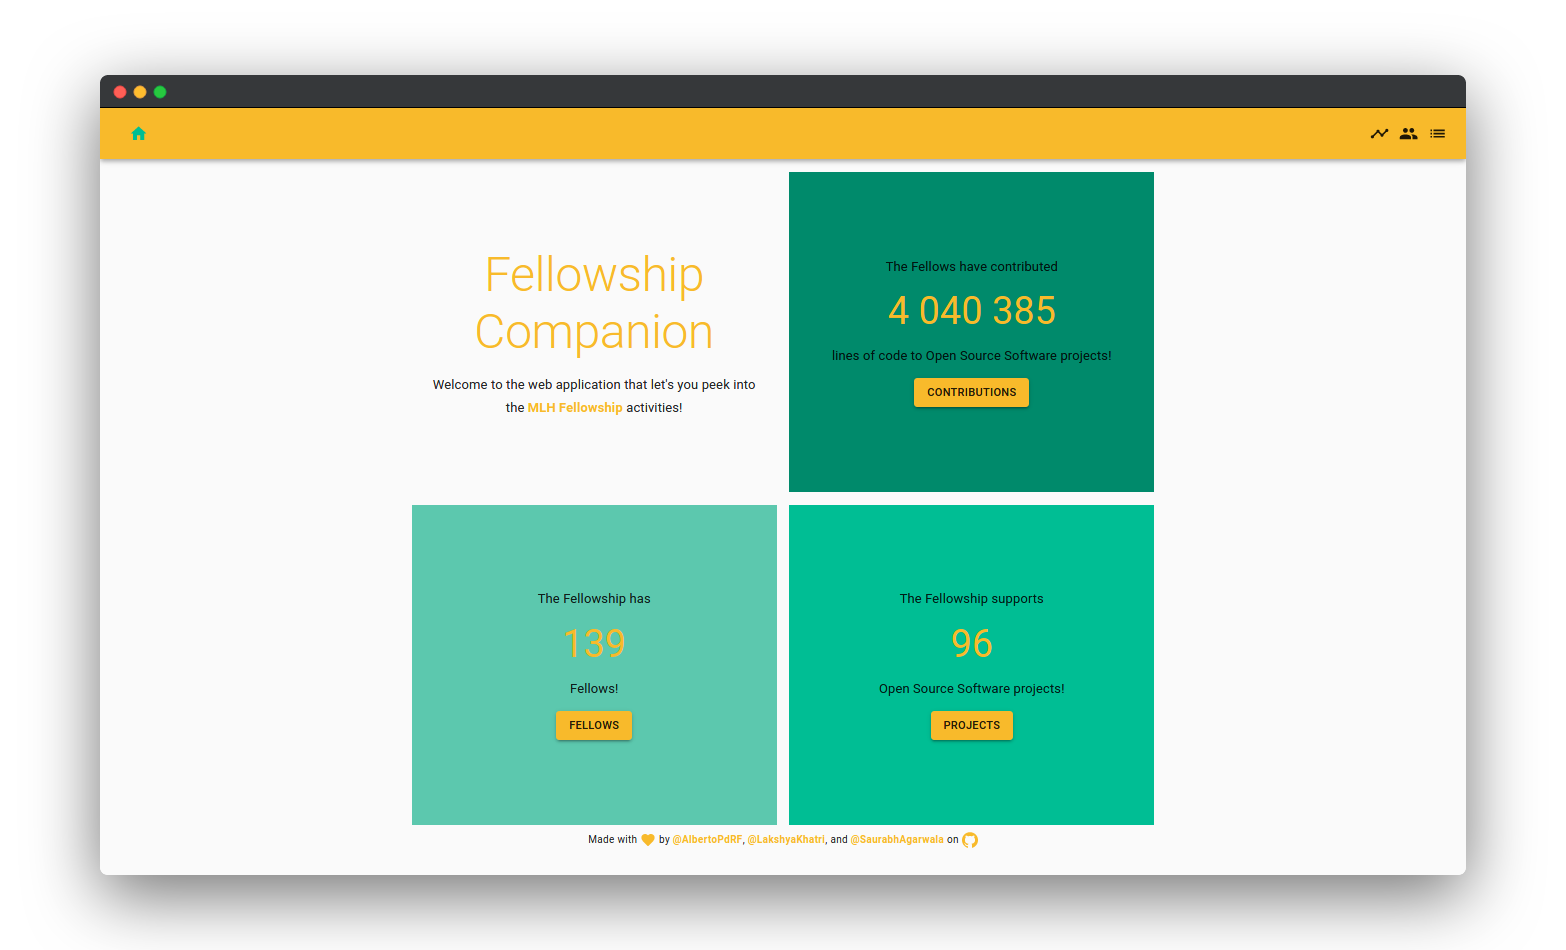 Fellowship
Companion
Welcome to the web application that let's you peek into
the MLH Fellowship activities!
The Fellows have contributed
4 040 385
lines of code to Open Source Software projects!
CONTRIBUTIONS
The Fellowship has
139
Fellows!
FELLOWS
The Fellowship supports
96
Open Source Software projects!
PROJECTS
Made with by @AlbertoPdRF, @LakshyaKhatri, and @SaurabhAgarwala on